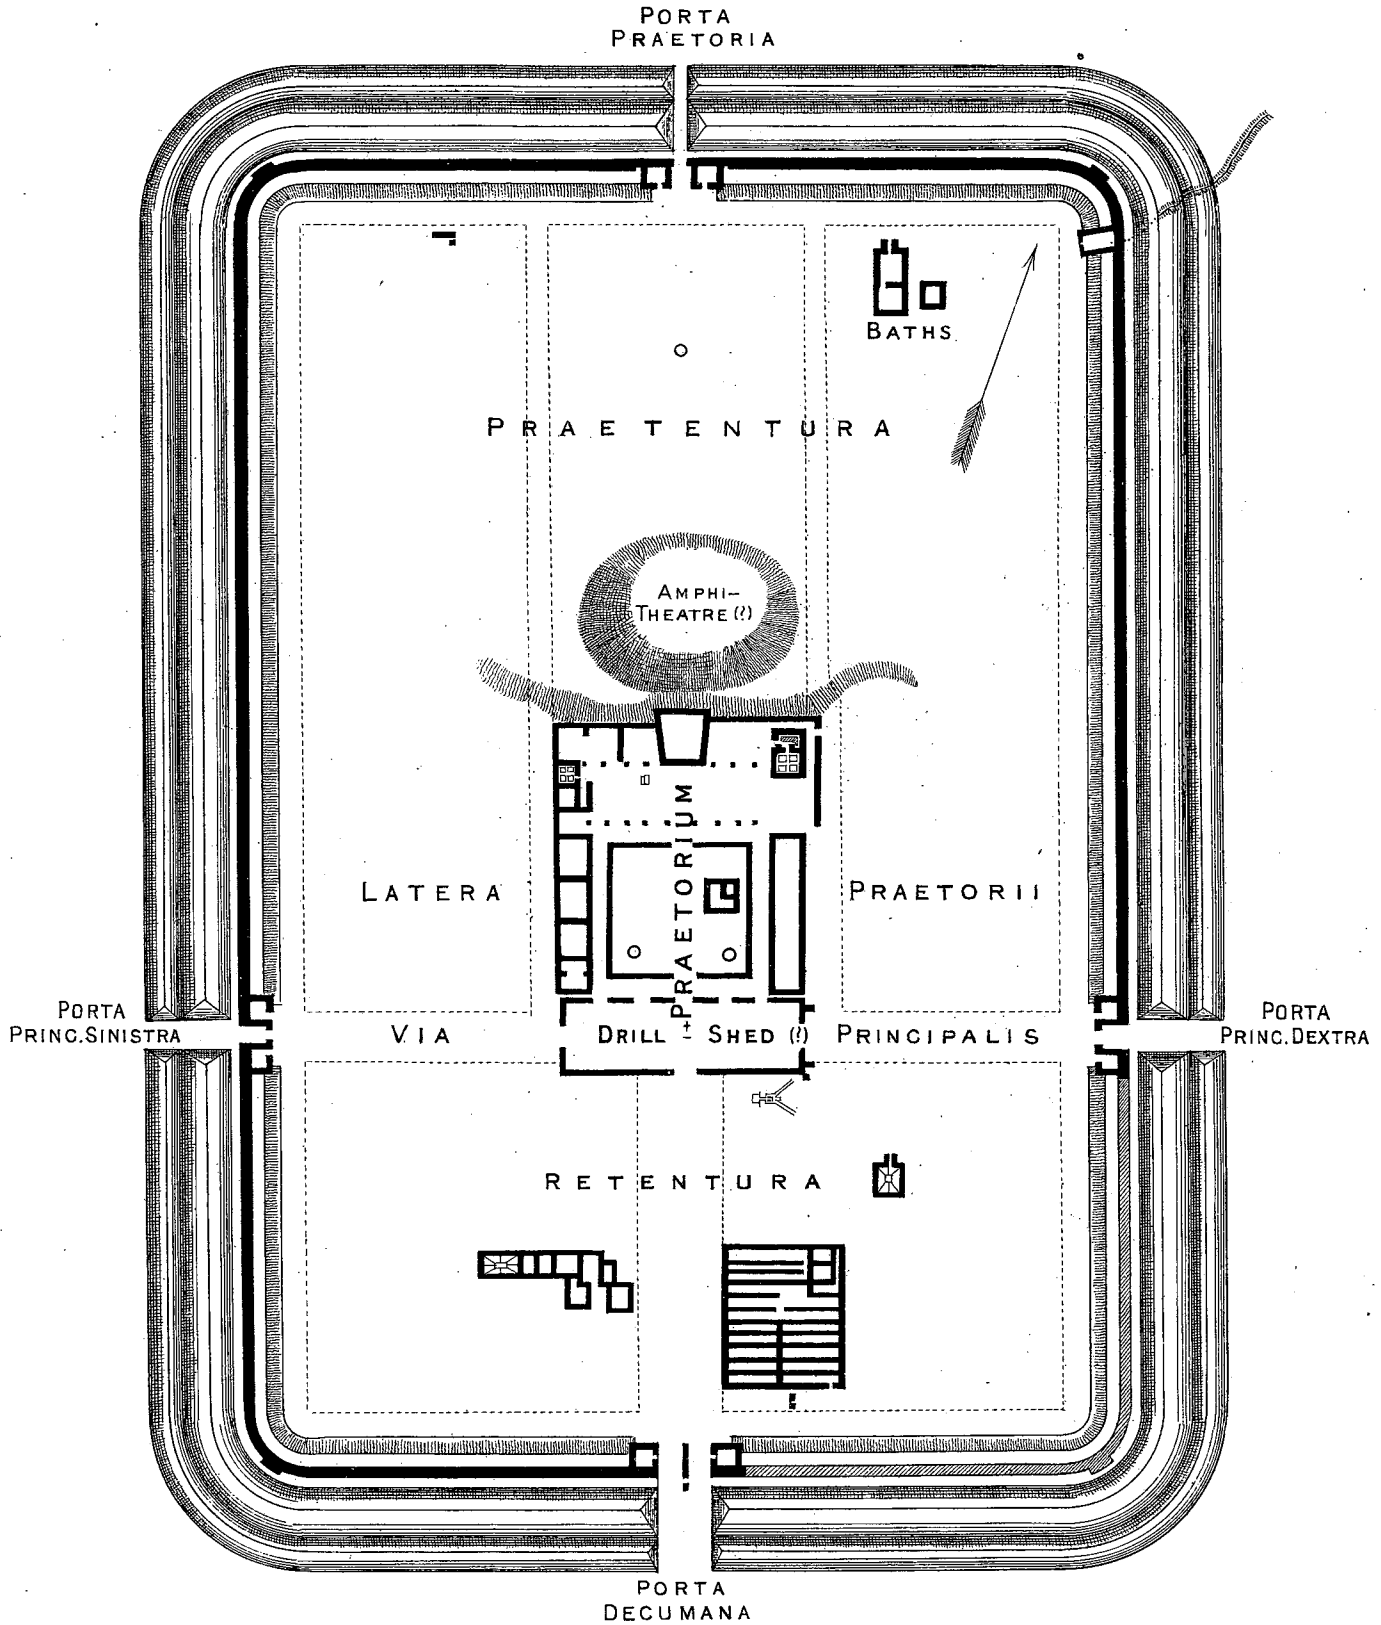 PORTA
PRAETORIA
BATHS
PRAETENTURA
AMPHI-
THEATRE (?)
PRAETORIUM
LATERA
PRAETORII
PORTA
PRINC. SINISTRA
VIA
DRILL - SHED (?)
PRINCIPALIS
PORTA
PRINC. DEXTRA
RETENTURA
PORTA
DECUMANA